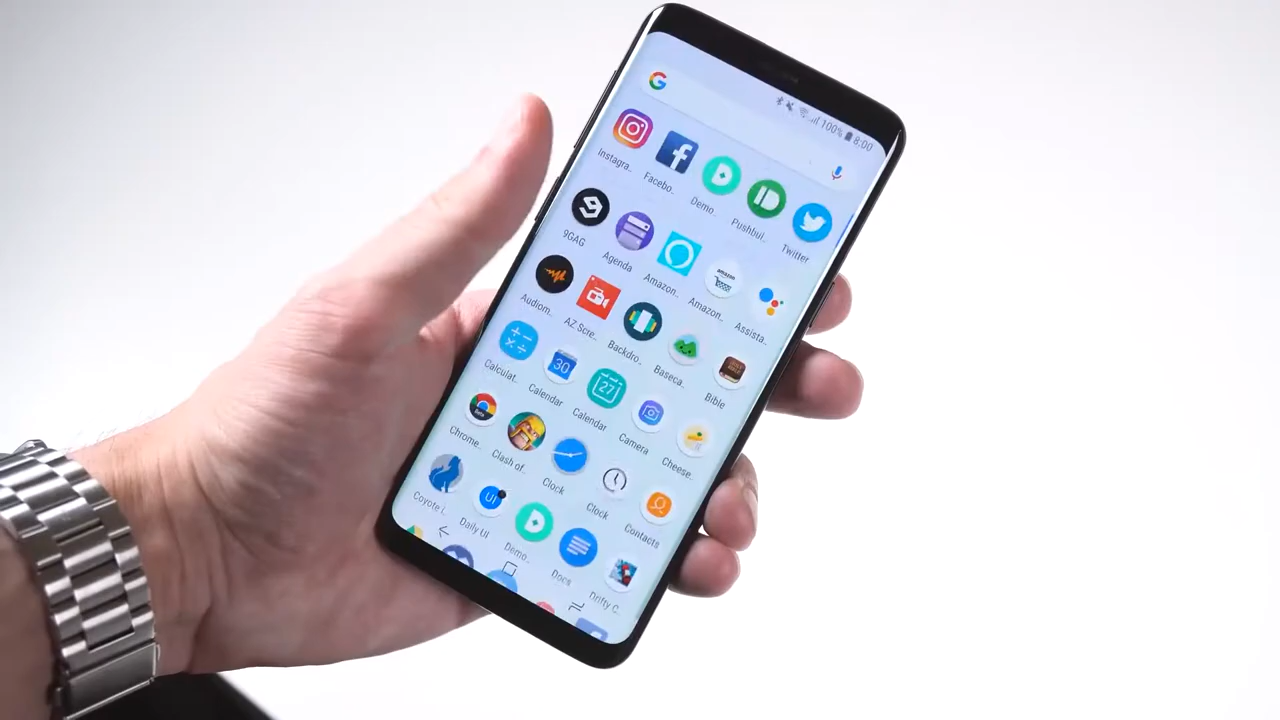 100% 8:00
Instagra..
Facebo..
Demo..
Pushbul..
Twitter
9GAG
Agenda
Amazon..
Amazon..
Assista..
Audiom..
AZ Scre..
Backdro..
Baseca..
Bible
Calculat..
30
Calendar
27
Calendar
Camera
Cheese..
Beta
Chrome..
Clash of..
Clock
Clock
Contacts
Coyote I..
UI
Daily UI
Demo..
Docs
Drifty C..